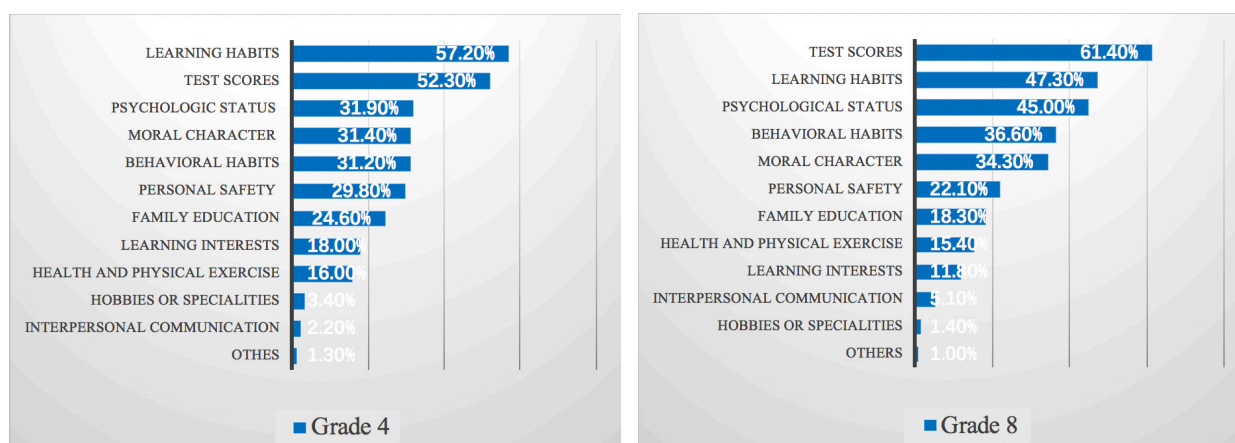 LEARNING HABITS 57.20%
TEST SCORES 52.30%
PSYCHOLOGIC STATUS 31.90%
MORAL CHARACTER 31.40%
BEHAVIORAL HABITS 31.20%
PERSONAL SAFETY 29.80%
FAMILY EDUCATION 24.60%
LEARNING INTERESTS 18.00%
HEALTH AND PHYSICAL EXERCISE 16.00%
HOBBIES OR SPECIALITIES 3.40%
INTERPERSONAL COMMUNICATION 2.20%
OTHES 1.30%
Grade 4
TEST SCORES 61.40%
LEARNING HABITS 47.30%
PSYCHOLOGICAL STATUS 45.00%
BEHAVIORAL HABITS 36.60%
MORAL CHARACTER 34.30%
PERSONAL SAFETY 22.10%
FAMILY EDUCATION 18.30%
HEALTH AND PHYSICAL EXERCISE 15.40%
LEARNING INTERESTS 11.80%
INTERPERSONAL COMMUNICATION 5.10%
HOBBIES OR SPECIALITIES 1.40%
OTHERS 1.00%
Grade 8